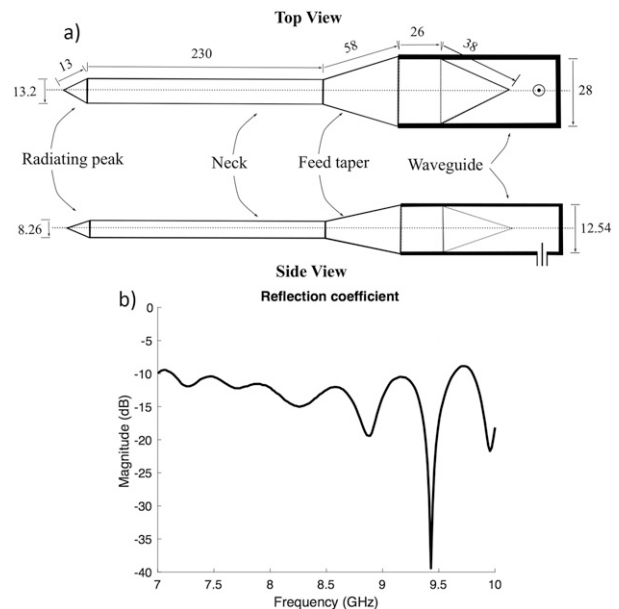 Top View
a)
13
230
58
26
38
13.2
28
Radiating peak
Neck
Feed taper
Waveguide
8.26
12.54
Side View
b)
Reflection coefficient
0
-5
-10
-15
-20
-25
-30
-35
-40
Magnitude (dB)
7
7.5
8
8.5
9
9.5
10
Frequency (GHz)